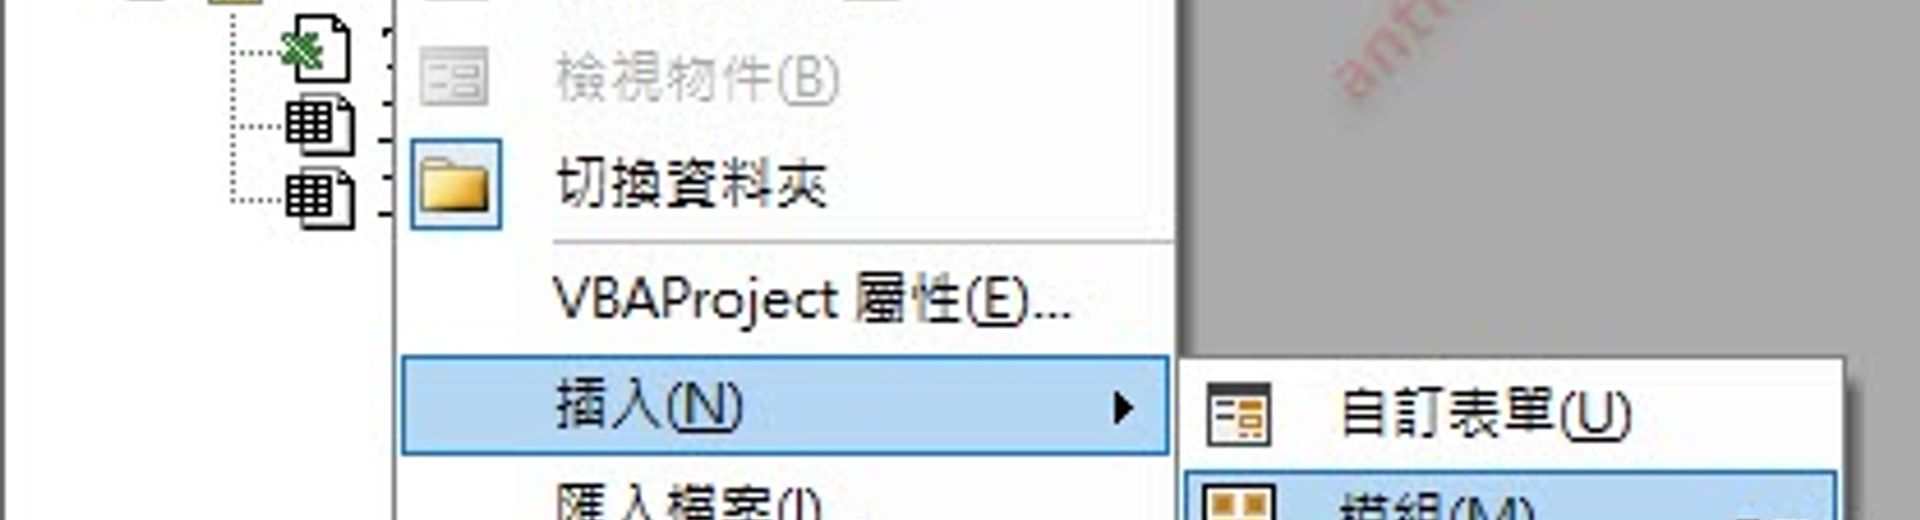 檢視物件(B)
切換資料夾
VBAProject 屬性(E)...
插入(N)
自訂表單(U)
匯入檔案(I)...
模組(M)